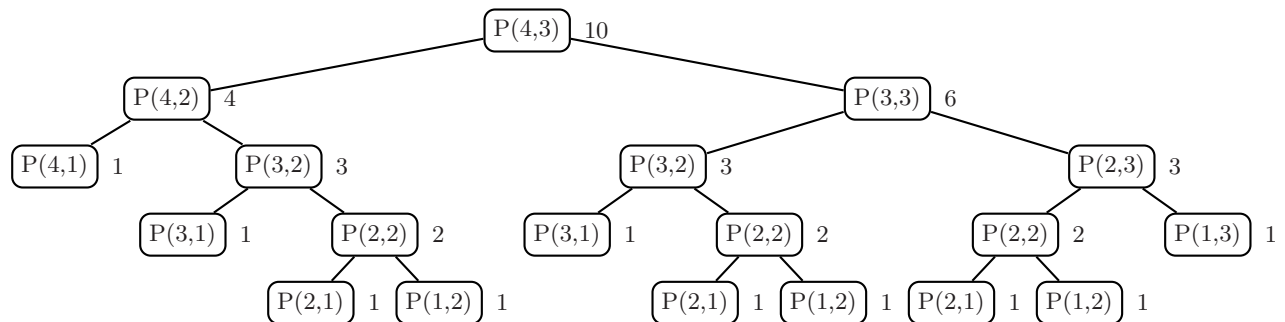 P(4,3) 10
P(4,2) 4 P(3,3) 6
P(4,1) 1 P(3,2) 3 P(3,2) 3 P(2,3) 3
P(3,1) 1 P(2,2) 2 P(3,1) 1 P(2,2) 2 P(2,2) 2 P(1,3) 1
P(2,1) 1 P(1,2) 1 P(2,1) 1 P(1,2) 1 P(2,1) 1 P(1,2) 1